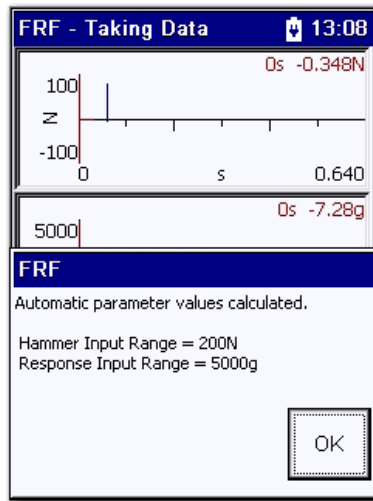 FRF - Taking Data 13:08
0s -0.348N
100
N
-100
0 s 0.640
0s -7.28g
5000
FRF
Automatic parameter values calculated.
Hammer Input Range = 200N
Response Input Range = 5000g
OK